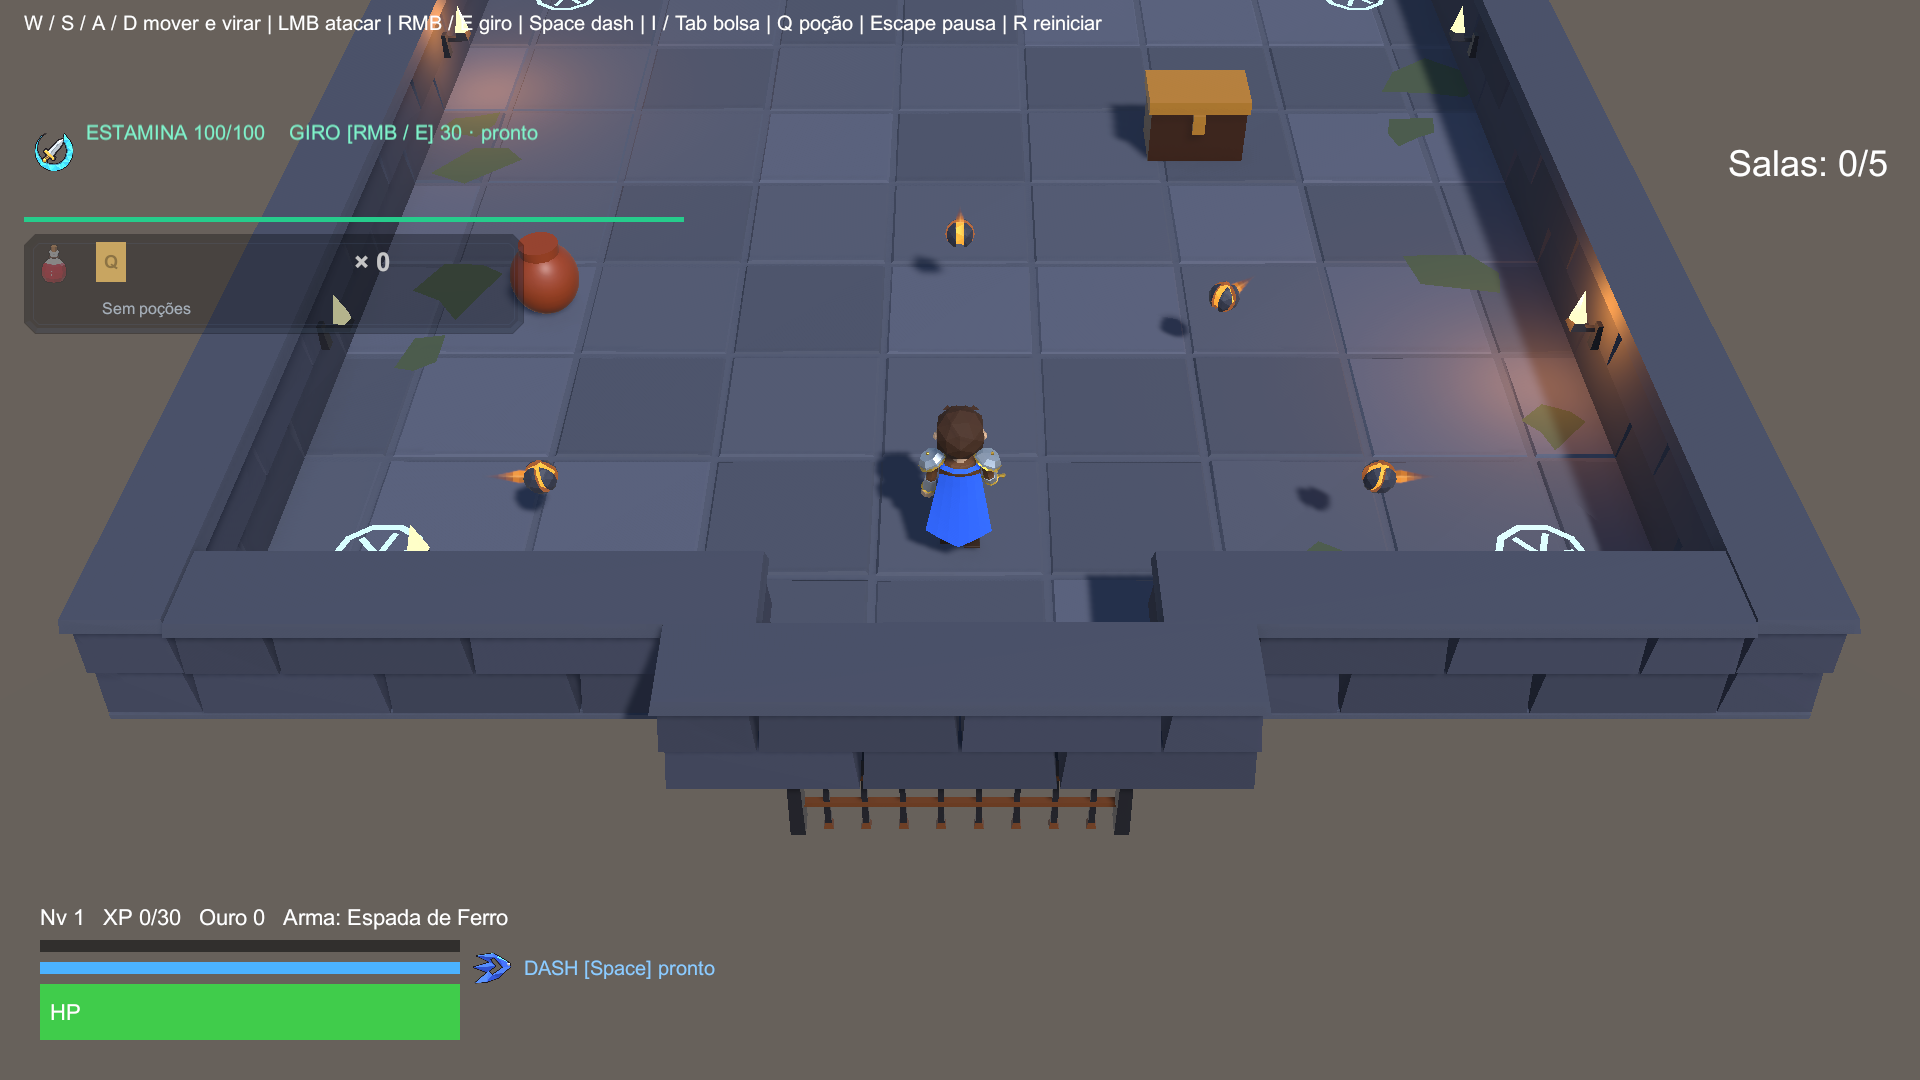 W / S / A / D mover e virar | LMB atacar | RMB / E giro | Space dash | I / Tab bolsa | Q poção | Escape pausa | R reiniciar
ESTAMINA 100/100 GIRO [RMB / E] 30 · pronto
Salas: 0/5
Q × 0
Sem poções
Nv 1 XP 0/30 Ouro 0 Arma: Espada de Ferro
DASH [Space] pronto
HP